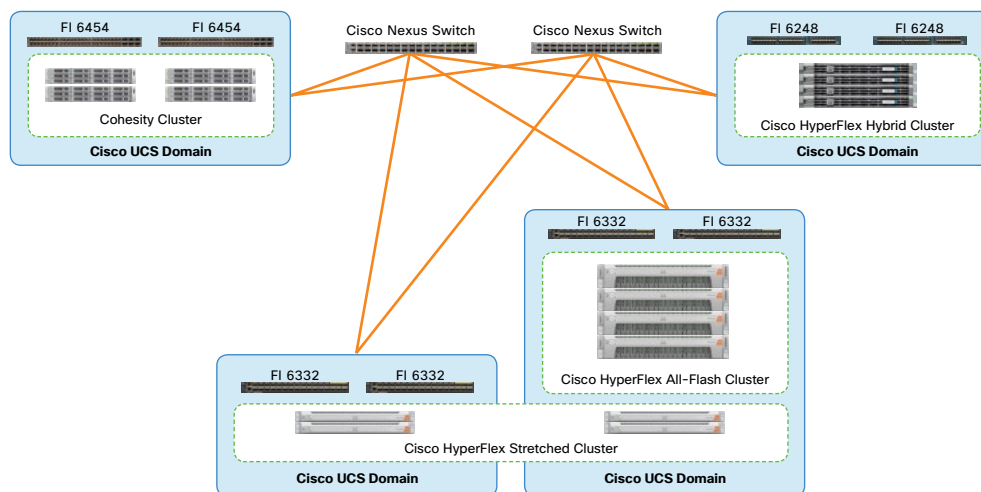 FI 6454
FI 6454
Cohesity Cluster
Cisco UCS Domain
Cisco Nexus Switch
Cisco Nexus Switch
FI 6248
FI 6248
Cisco HyperFlex Hybrid Cluster
Cisco UCS Domain
FI 6332
FI 6332
Cisco HyperFlex All-Flash Cluster
FI 6332
FI 6332
Cisco HyperFlex Stretched Cluster
Cisco UCS Domain
Cisco UCS Domain